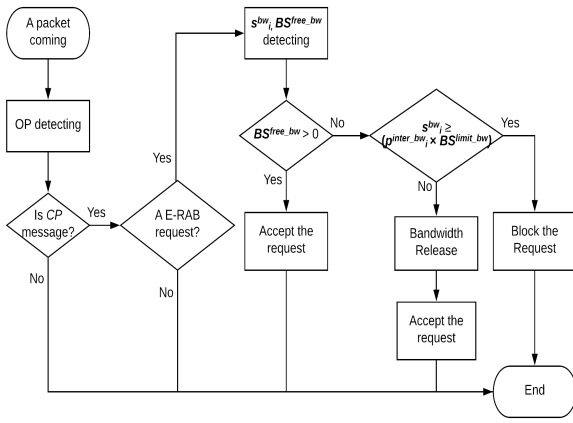 A packet
coming
OP detecting
Is CP
message?
Yes
No
A E-RAB
request?
Yes
No
s^bw_i, BS^free_bw
detecting
BS^free_bw > 0
No
Yes
Accept the
request
s^bw_i ≥
(p^inter_bw_i × BS^limit_bw)
Yes
No
Bandwidth
Release
Accept the
request
Block the
Request
End